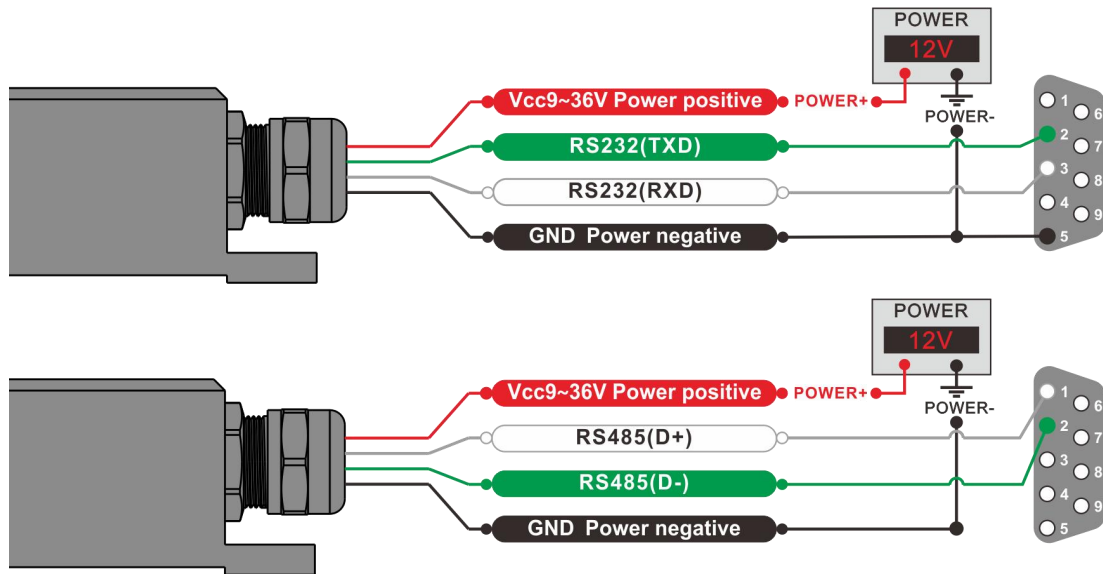 POWER
12V
Vcc9~36V Power positive
POWER+
POWER-
RS232(TXD)
RS232(RXD)
GND Power negative
1
6
2
7
3
8
4
9
5
POWER
12V
Vcc9~36V Power positive
POWER+
POWER-
RS485(D+)
RS485(D-)
GND Power negative
1
6
2
7
3
8
4
9
5